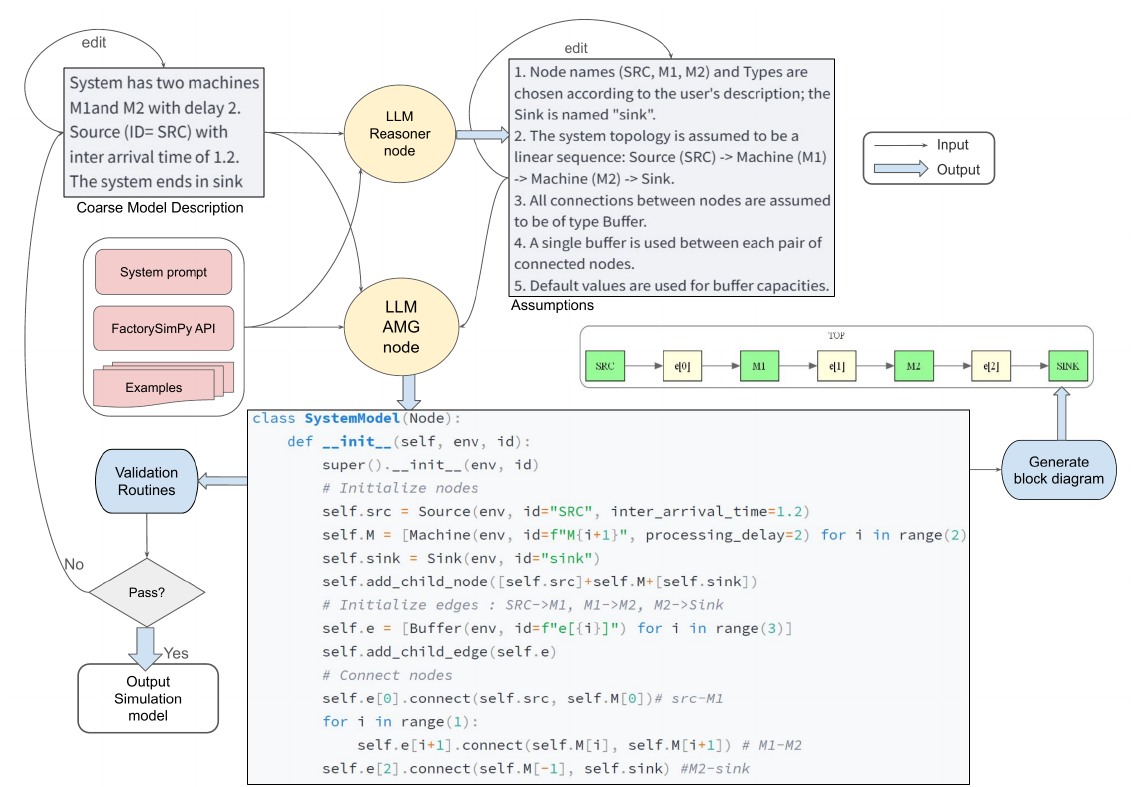 edit
System has two machines
M1and M2 with delay 2.
Source (ID= SRC) with
inter arrival time of 1.2.
The system ends in sink
Coarse Model Description
LLM
Reasoner
node
edit
1. Node names (SRC, M1, M2) and Types are
chosen according to the user's description; the
Sink is named "sink".
2. The system topology is assumed to be a
linear sequence: Source (SRC) -> Machine (M1)
-> Machine (M2) -> Sink.
3. All connections between nodes are assumed
to be of type Buffer.
4. A single buffer is used between each pair of
connected nodes.
5. Default values are used for buffer capacities.
Assumptions
Input
Output
System prompt
FactorySimPy API
Examples
LLM
AMG
node
TOP
SRC
e[0]
M1
e[1]
M2
e[2]
SINK
Generate
block diagram
class SystemModel(Node):
def __init__(self, env, id):
super().__init__(env, id)
# Initialize nodes
self.src = Source(env, id="SRC", inter_arrival_time=1.2)
self.M = [Machine(env, id=f"M{i+1}", processing_delay=2) for i in range(2)
self.sink = Sink(env, id="sink")
self.add_child_node([self.src]+self.M+[self.sink])
# Initialize edges : SRC->M1, M1->M2, M2->Sink
self.e = [Buffer(env, id=f"e[{i}]") for i in range(3)]
self.add_child_edge(self.e)
# Connect nodes
self.e[0].connect(self.src, self.M[0])# src-M1
for i in range(1):
self.e[i+1].connect(self.M[i], self.M[i+1]) # M1-M2
self.e[2].connect(self.M[-1], self.sink) #M2-sink
Validation
Routines
No
Pass?
Yes
Output
Simulation
model